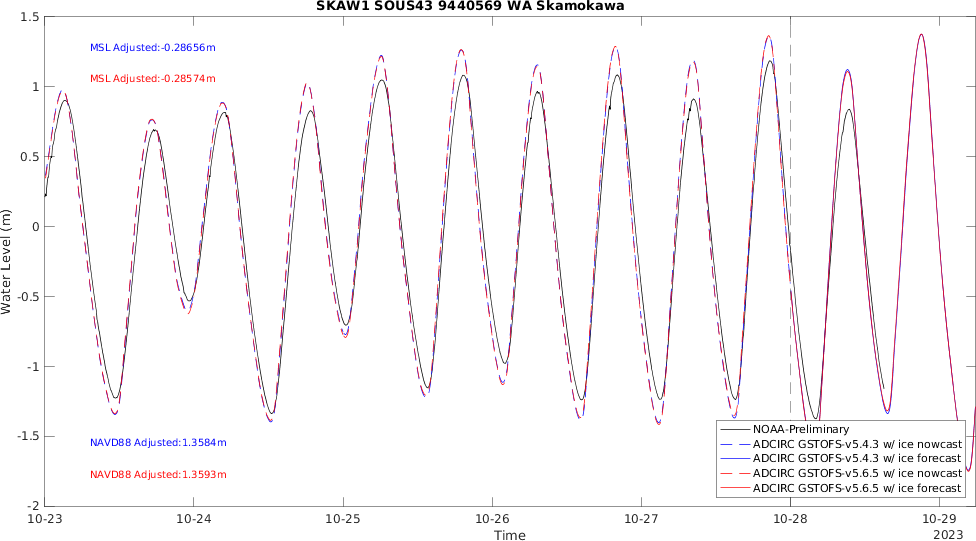 SKAW1 SOUS43 9440569 WA Skamokawa
1.5
1
0.5
0
-0.5
-1
-1.5
-2
Water Level (m)
MSL Adjusted:-0.28656m
MSL Adjusted:-0.28574m
NAVD88 Adjusted:1.3584m
NAVD88 Adjusted:1.3593m
NOAA-Preliminary
ADCIRC GSTOFS-v5.4.3 w/ ice nowcast
ADCIRC GSTOFS-v5.4.3 w/ ice forecast
ADCIRC GSTOFS-v5.6.5 w/ ice nowcast
ADCIRC GSTOFS-v5.6.5 w/ ice forecast
10-23 10-24 10-25 10-26 10-27 10-28 10-29
Time
2023